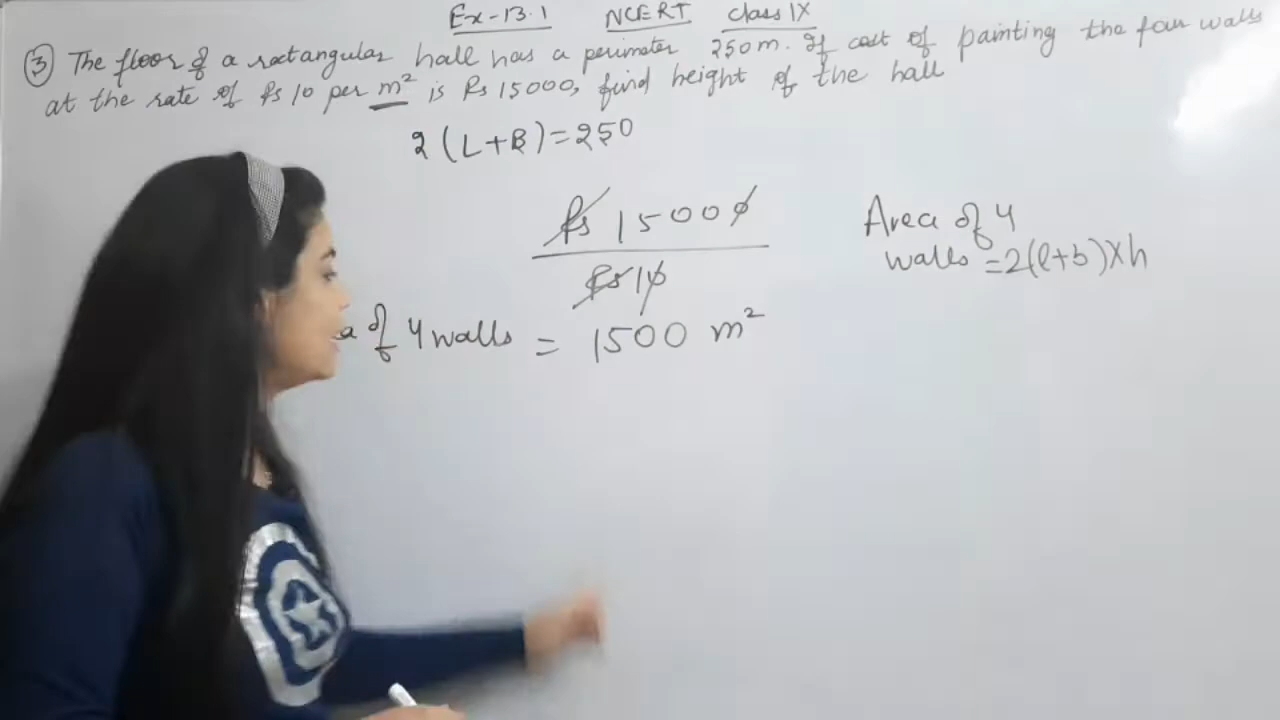 Ex-13.1 NCERT Class IX
③ The floor of a rectangular hall has a perimeter 250m. If cost of painting the four walls
at the rate of Rs 10 per m² is Rs 15000, find height of the hall
2 (L+B)=250
Rs 15000
Rs 10
a of 4 walls = 1500 m²
Area of 4
walls =2(l+b)×h